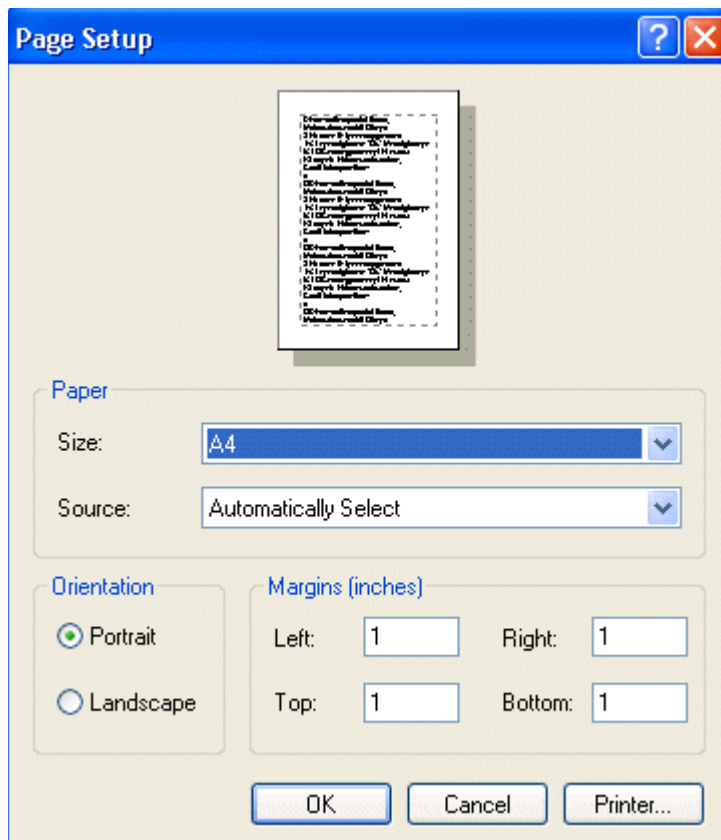 Page Setup
Paper
Size: A4
Source: Automatically Select
Orientation Margins (inches)
Portrait Left: 1 Right: 1
Landscape Top: 1 Bottom: 1
OK Cancel Printer...